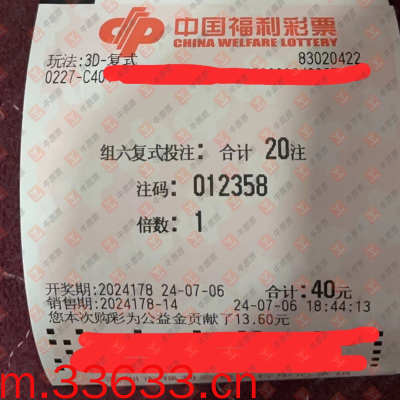 中国福利彩票
CHINA WELFARE LOTTERY
玩法:3D-复式 83020422
0227-C40
组六复式投注: 合计 20注
注码: 012358
倍数: 1
开奖期:2024178 24-07-06 合计:40元
销售期:2024178-14 24-07-06 18:44:13
您本次购彩为公益金贡献了13.60元
m.33633.cn